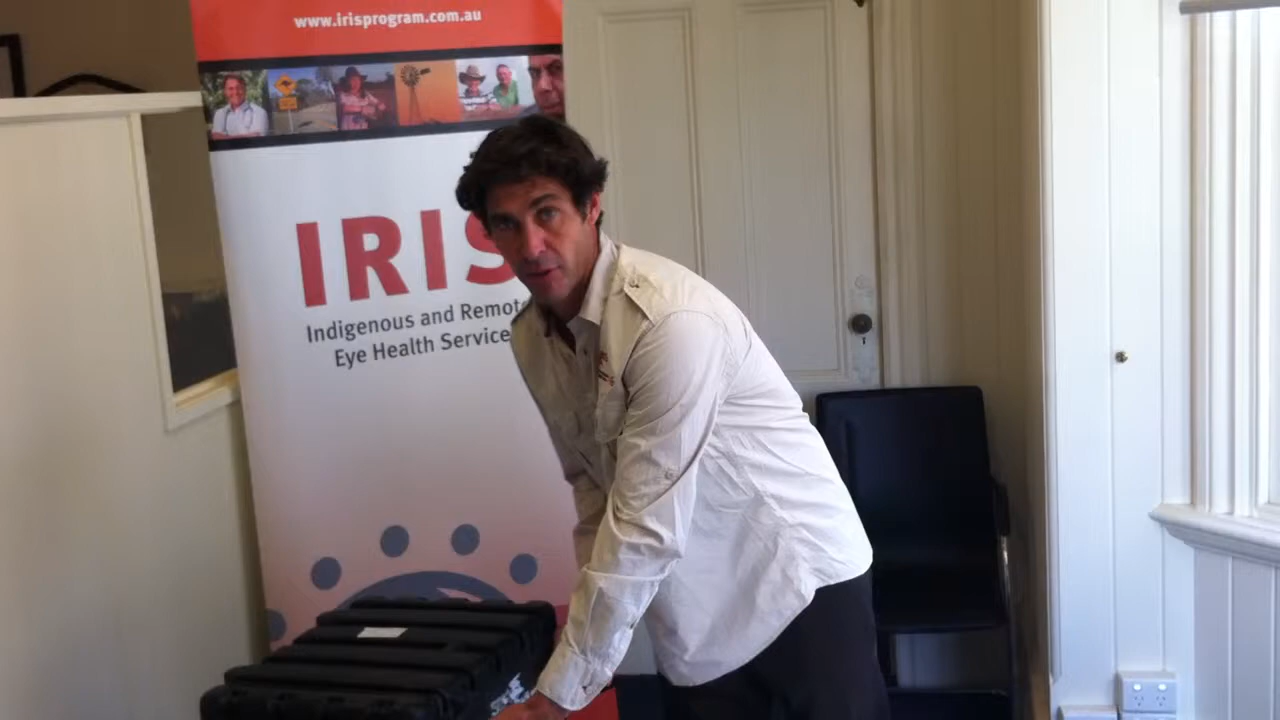 www.irisprogram.com.au
IRIS
Indigenous and Remote
Eye Health Service